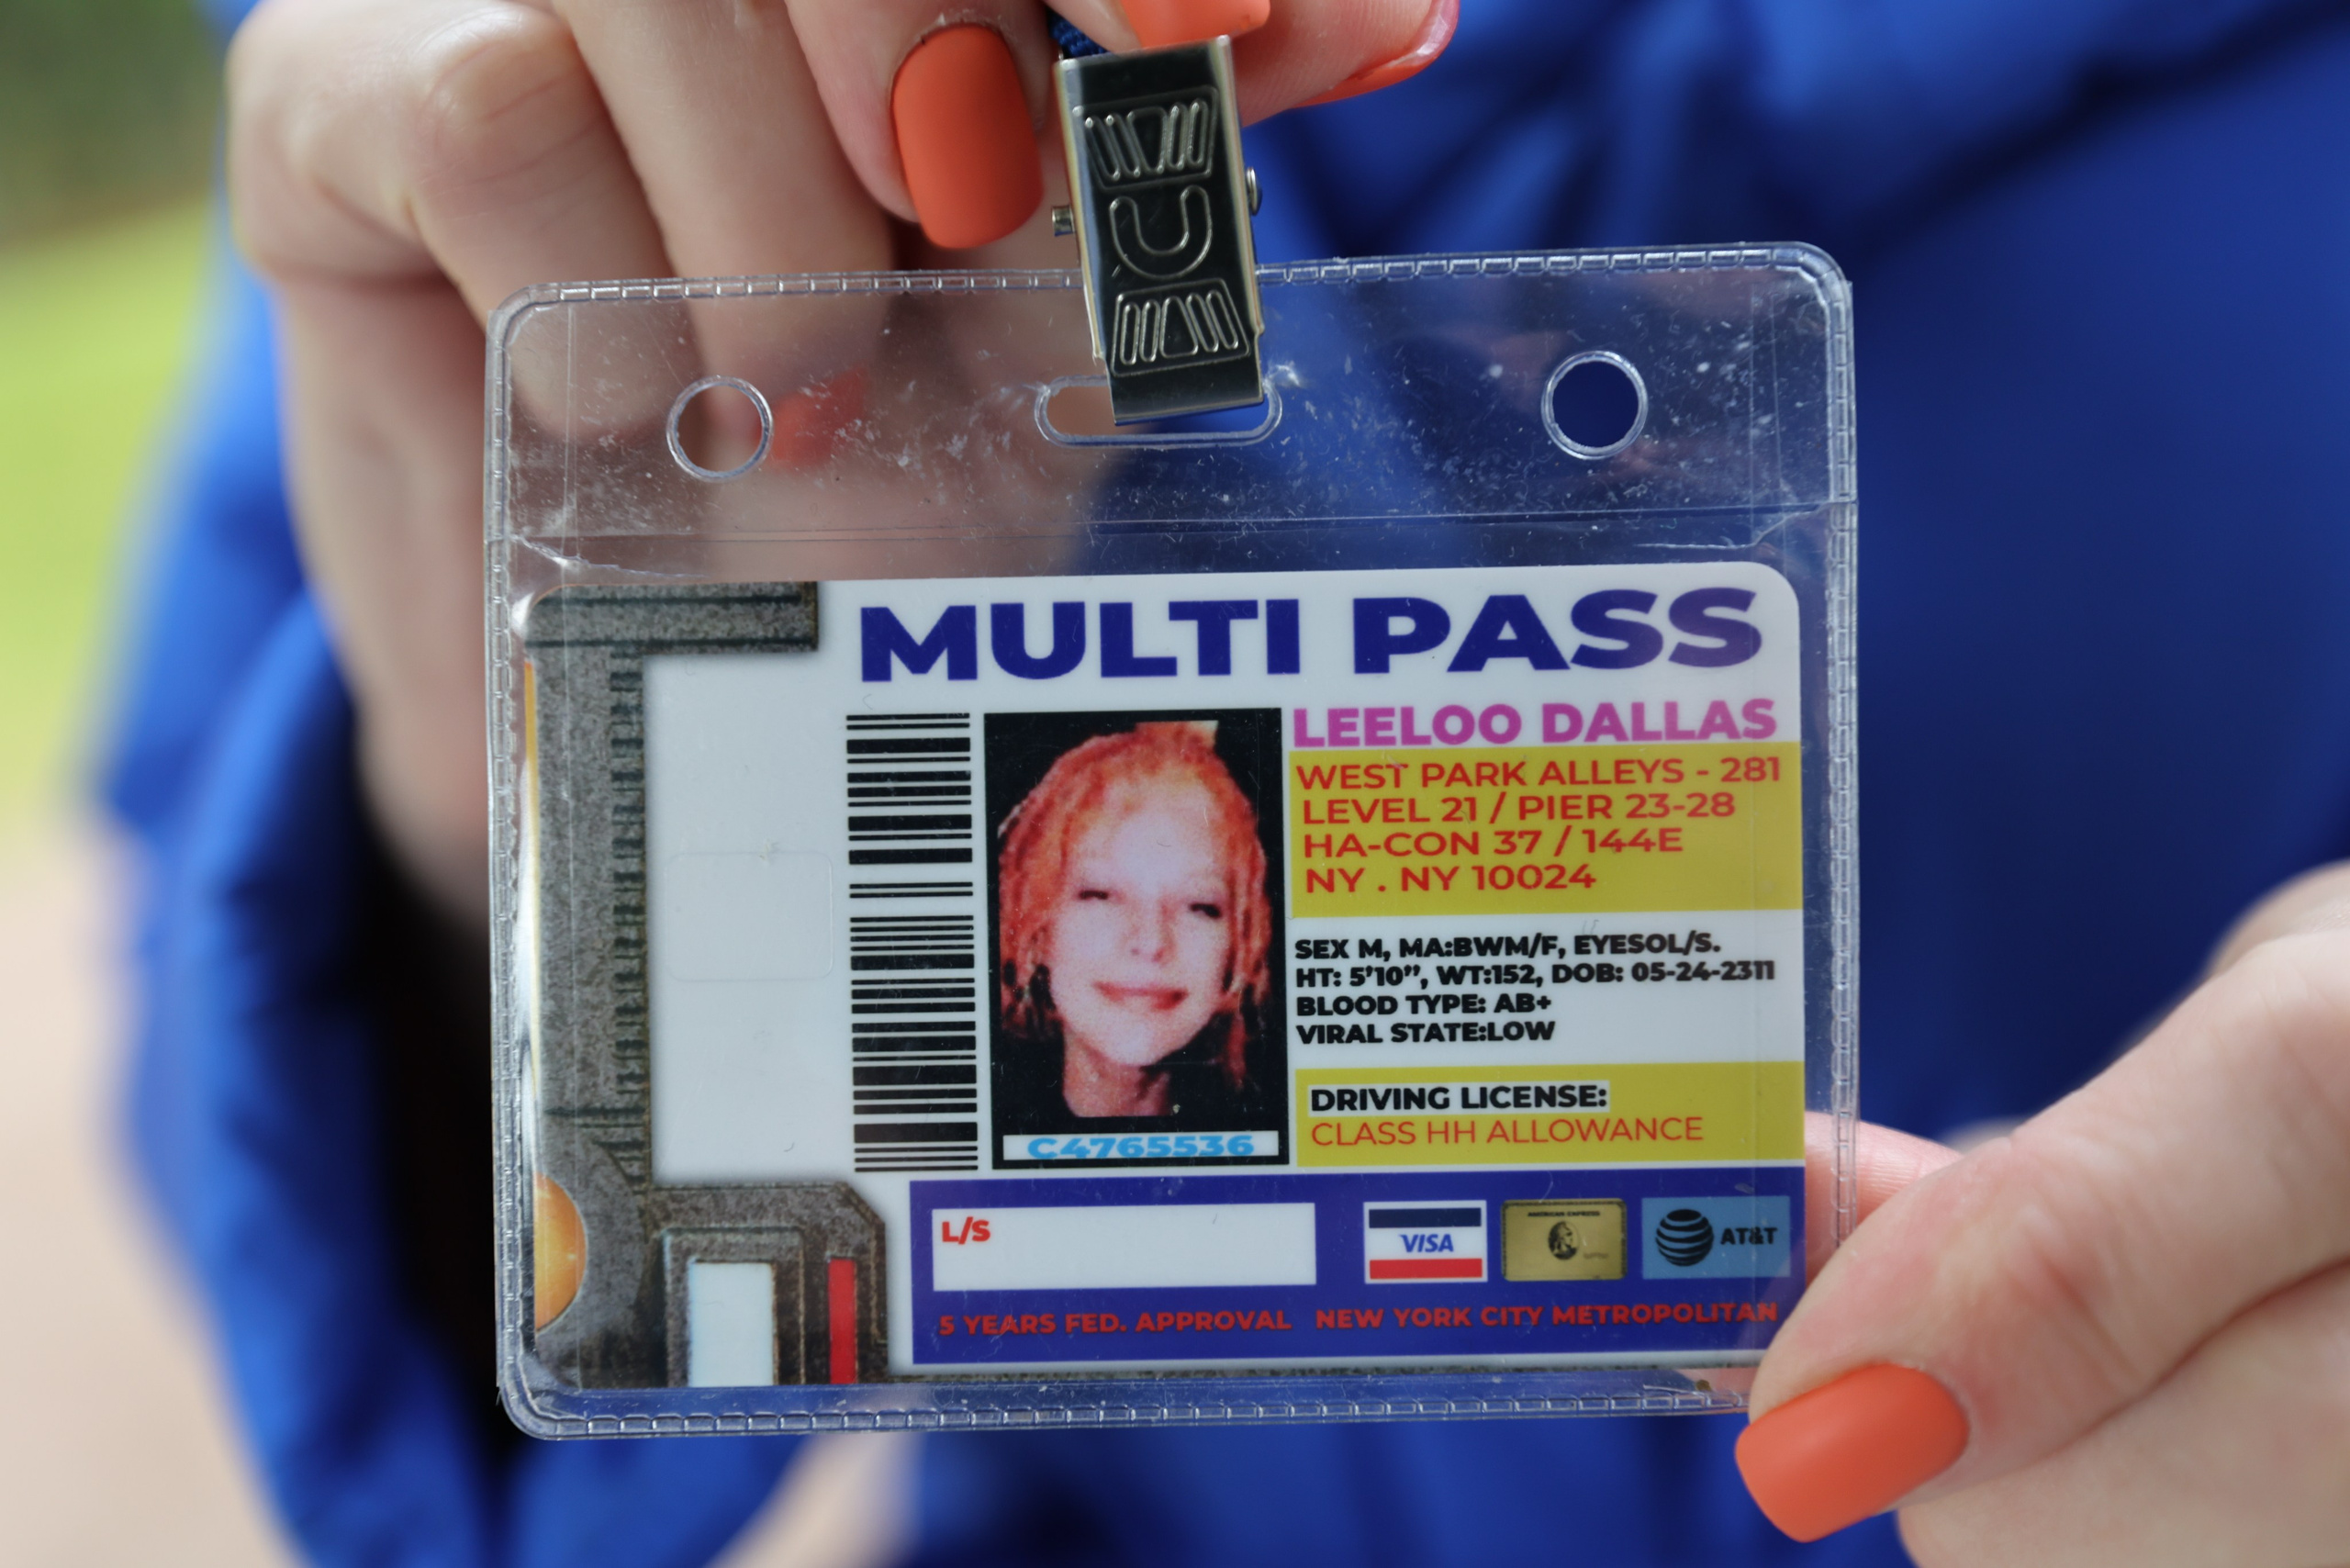 MULTI PASS
LEELOO DALLAS
WEST PARK ALLEYS - 281
LEVEL 21 / PIER 23-28
HA-CON 37 / 144E
NY . NY 10024
SEX M, MA:BWM/F, EYESOL/S.
HT: 5'10", WT:152, DOB: 05-24-2311
BLOOD TYPE: AB+
VIRAL STATE:LOW
DRIVING LICENSE:
CLASS HH ALLOWANCE
C4765536
L/S
VISA
AMERICAN EXPRESS
AT&T
5 YEARS FED. APPROVAL NEW YORK CITY METROPOLITAN